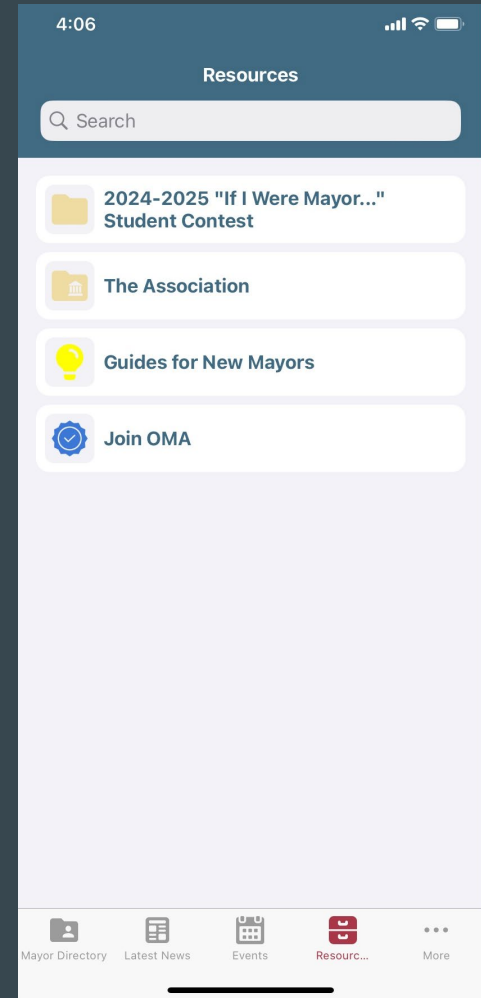 4:06
Resources
Search
2024-2025 "If I Were Mayor..."
Student Contest
The Association
Guides for New Mayors
Join OMA
Mayor Directory
Latest News
Events
Resourc...
More